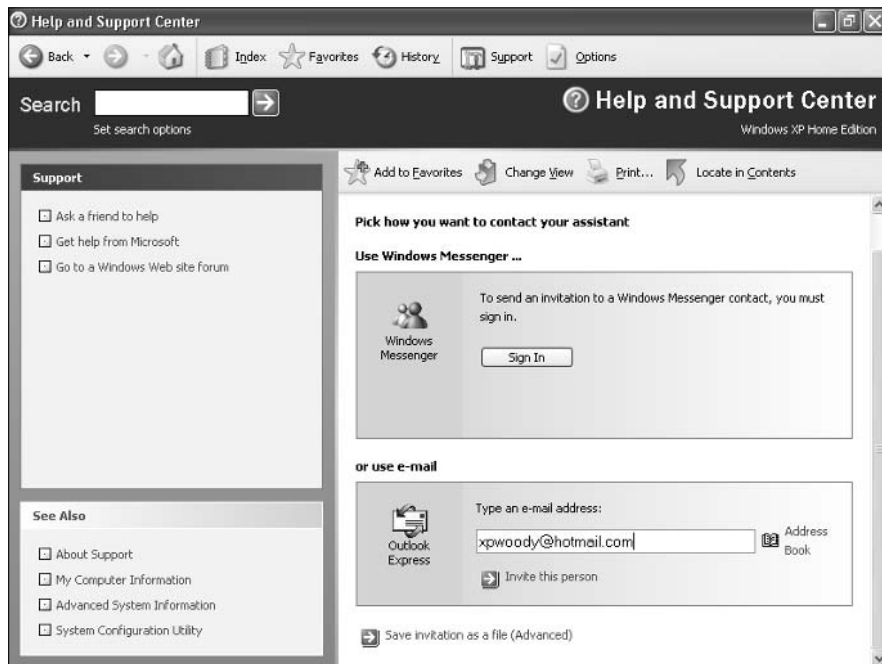 Help and Support Center
Back
Index
Favorites
History
Support
Options
Search
Set search options
Help and Support Center
Windows XP Home Edition
Support
Ask a friend to help
Get help from Microsoft
Go to a Windows Web site forum
See Also
About Support
My Computer Information
Advanced System Information
System Configuration Utility
Add to Favorites
Change View
Print...
Locate in Contents
Pick how you want to contact your assistant
Use Windows Messenger ...
Windows
Messenger
To send an invitation to a Windows Messenger contact, you must
sign in.
Sign In
or use e-mail
Outlook
Express
Type an e-mail address:
xpwoody@hotmail.com
Address
Book
Invite this person
Save invitation as a file (Advanced)